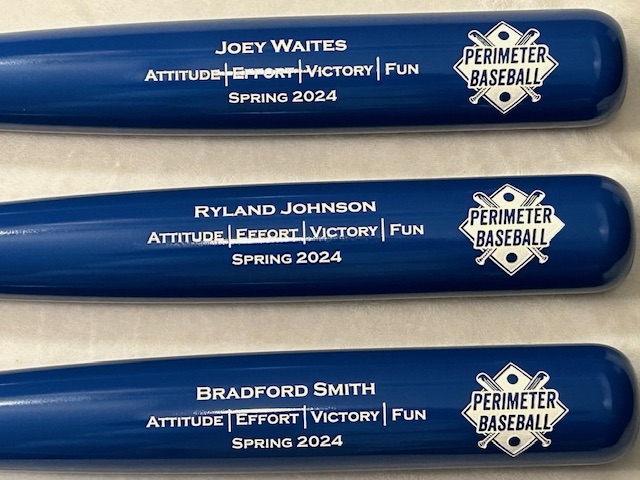 JOEY WAITES
ATTITUDE|EFFORT|VICTORY|FUN
SPRING 2024
PERIMETER
BASEBALL
RYLAND JOHNSON
ATTITUDE|EFFORT|VICTORY|FUN
SPRING 2024
PERIMETER
BASEBALL
BRADFORD SMITH
ATTITUDE|EFFORT|VICTORY|FUN
SPRING 2024
PERIMETER
BASEBALL